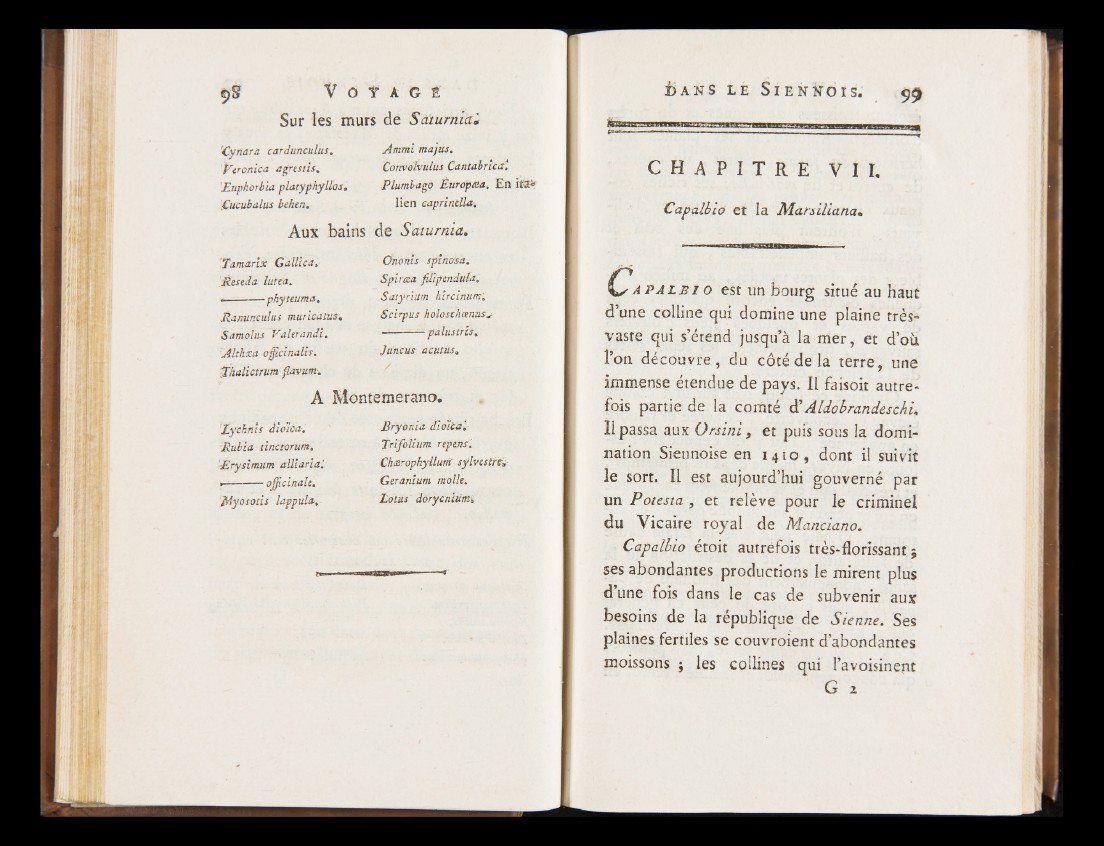 98 VOYAGE
Sur les murs de Saturnia.
Cynara cardunculus.
Veronica agrestis.
Euphorbia platyphyllos.
Cucubalus behen.
Ammi majus.
Convolvulus Cantabrica.
Plumbago Europæa. En ita-
lien caprinella.
Aux bains de Saturnia.
Tamarix Gallica.
Reseda lutea.
——— phyteuma.
Ranunculus muricatus.
Samolus Valerandi.
Althæa officinalis.
Thalictrum flavum.
Ononis spinosa.
Spiræa filipendula.
Satyrium hircinum.
Scirpus holoschœnus.
——— palustris.
Juncus acutus.
A Montemerano.
Lychnis dioïca.
Rubia tinctorum.
Erysimum alliaria.
——— officinale.
Myosotis lappula.
Bryonia dioïca.
Trifolium repens.
Chærophyllum sylvestre.
Geranium molle.
Lotus dorycnium.
DANS LE SIENNOIS. 99
CHAPITRE VII.
Capalbio et la Marsiliana.
CAPALBIO est un bourg situé au haut
d'une colline qui domine une plaine très-
vaste qui s'étend jusqu'à la mer, et d'où
l'on découvre, du côté de la terre, une
immense étendue de pays. Il faisoit autre-
fois partie de la comté d'Aldobrandeschi.
Il passa aux Orsini, et puis sous la domi-
nation Siennoise en 1410, dont il suivit
le sort. Il est aujourd'hui gouverné par
un Potesta, et relève pour le criminel
du Vicaire royal de Manciano.
Capalbio étoit autrefois très-florissant;
ses abondantes productions le mirent plus
d'une fois dans le cas de subvenir aux
besoins de la république de Sienne. Ses
plaines fertiles se couvroient d'abondantes
moissons; les collines qui l'avoisinent
G 2